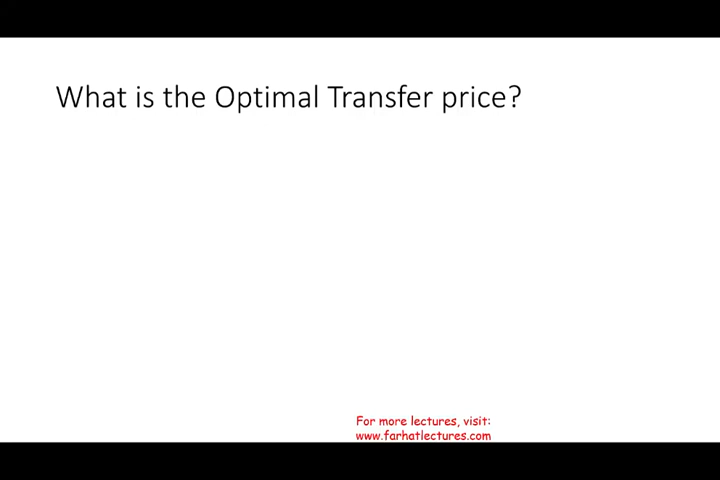 What is the Optimal Transfer price?
For more lectures, visit:
www.farhatlectures.com